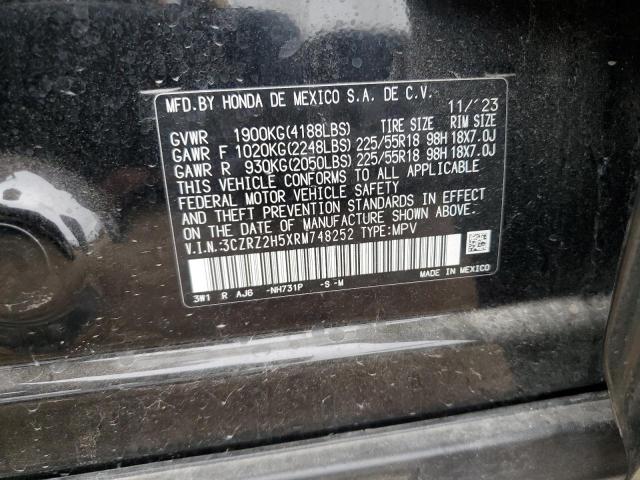 MFD.BY HONDA DE MEXICO S.A. DE C.V. 11/'23
GVWR 1900KG(4188LBS) TIRE SIZE RIM SIZE
GAWR F 1020KG(2248LBS) 225/55R18 98H 18X7.0J
GAWR R 930KG(2050LBS) 225/55R18 98H 18X7.0J
THIS VEHICLE CONFORMS TO ALL APPLICABLE
FEDERAL MOTOR VEHICLE SAFETY
AND THEFT PREVENTION STANDARDS IN EFFECT
ON THE DATE OF MANUFACTURE SHOWN ABOVE.
V.I.N.:3CZRZ2H5XRM748252 TYPE:MPV
MADE IN MEXICO
3W1 R AJ6 -NH731P -S -M